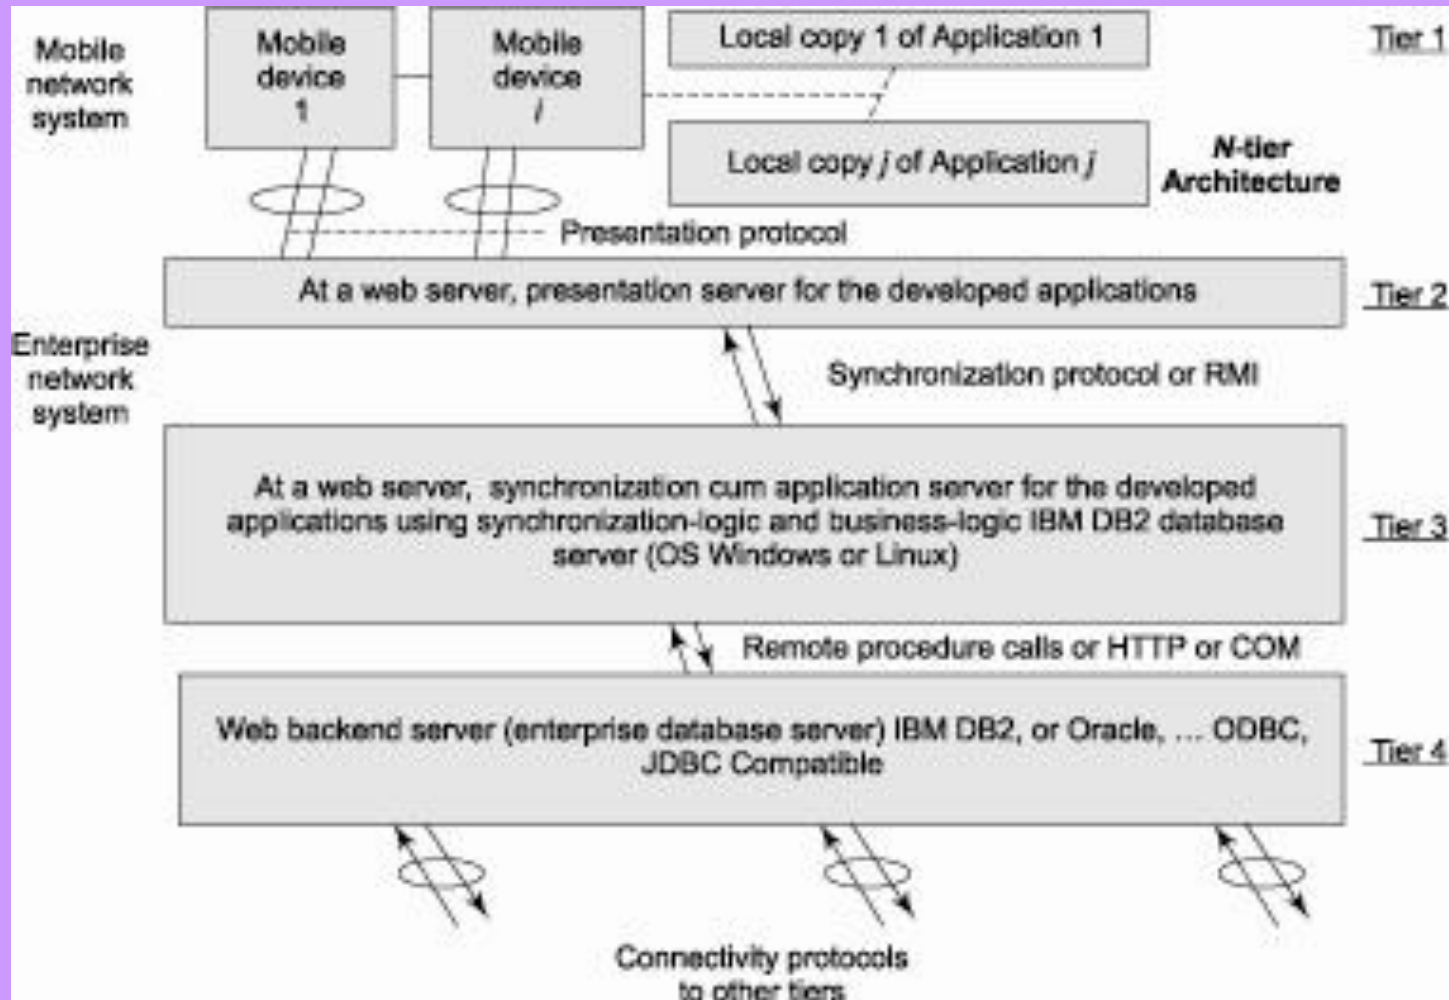 Mobile
network
system
Mobile
device
1
Mobile
device
i
Local copy 1 of Application 1
Tier 1
Local copy j of Application j
N-tier
Architecture
Presentation protocol
At a web server, presentation server for the developed applications
Tier 2
Enterprise
network
system
Synchronization protocol or RMI
At a web server, synchronization cum application server for the developed
applications using synchronization-logic and business-logic IBM DB2 database
server (OS Windows or Linux)
Tier 3
Remote procedure calls or HTTP or COM
Web backend server (enterprise database server) IBM DB2, or Oracle, ... ODBC,
JDBC Compatible
Tier 4
Connectivity protocols
to other tiers